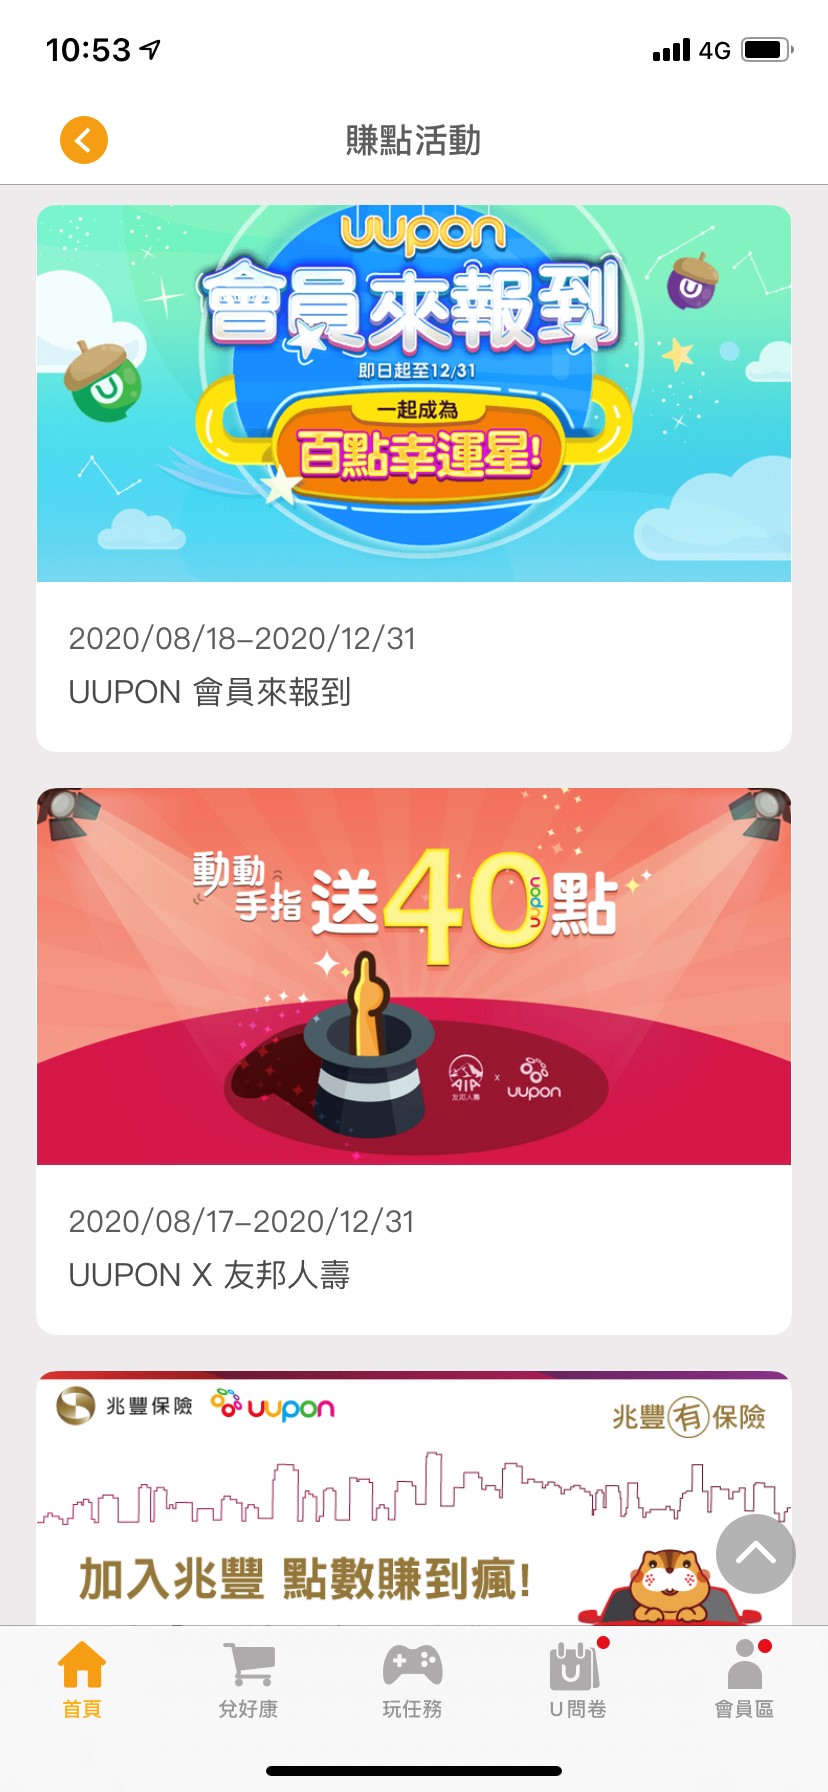 10:53
4G
賺點活動
uupon
會員來報到
即日起至12/31
一起成為
百點幸運星!
2020/08/18-2020/12/31
UUPON 會員來報到
動動
手指
送40點
uupon
AIA
友邦人壽
x
uupon
2020/08/17-2020/12/31
UUPON X 友邦人壽
兆豐保險
uupon
兆豐有保險
加入兆豐 點數賺到瘋!
首頁
兌好康
玩任務
U問卷
會員區